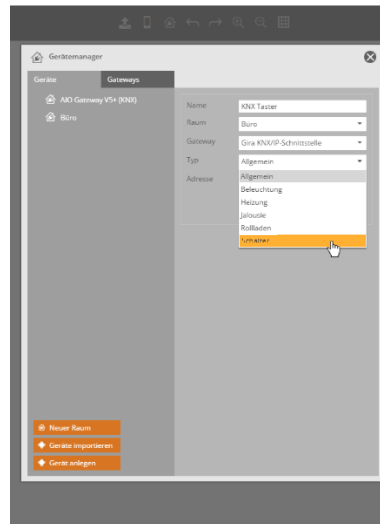 Gerätemanager
Geräte
Gateways
AIO Gateway V5+ (KNX)
Büro
Name
KNX Taster
Raum
Büro
Gateway
Gira KNX/IP-Schnittstelle
Typ
Allgemein
Adresse
Allgemein
Beleuchtung
Heizung
Jalousie
Rollladen
Schalter
Neuer Raum
Geräte importieren
Gerät anlegen